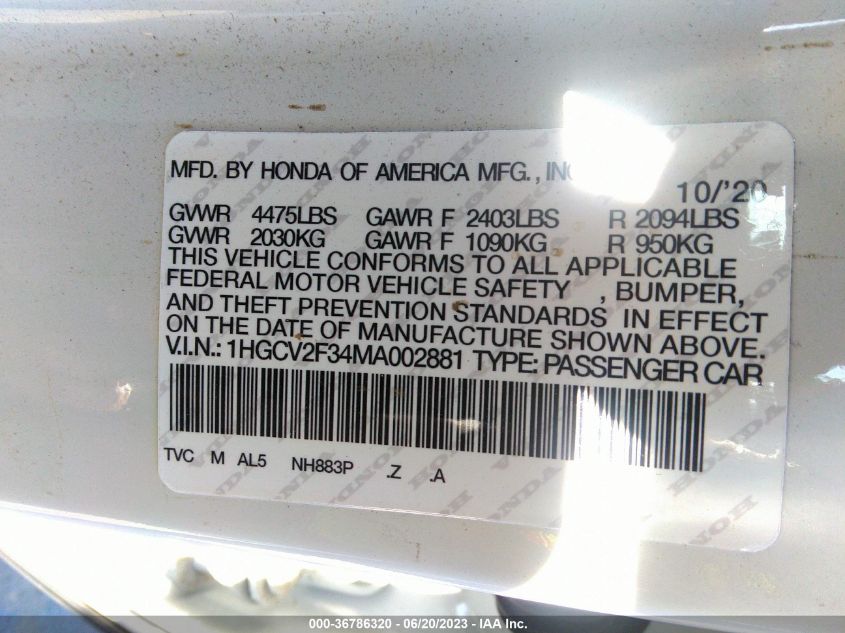 MFD. BY HONDA OF AMERICA MFG., INC
10/'20
GVWR 4475LBS GAWR F 2403LBS R 2094LBS
GVWR 2030KG GAWR F 1090KG R 950KG
THIS VEHICLE CONFORMS TO ALL APPLICABLE
FEDERAL MOTOR VEHICLE SAFETY , BUMPER,
AND THEFT PREVENTION STANDARDS IN EFFECT
ON THE DATE OF MANUFACTURE SHOWN ABOVE.
V.I.N.: 1HGCV2F34MA002881 TYPE: PASSENGER CAR
TVC M AL5 NH883P .Z .A
HONDA HONDA HONDA
000-36786320 - 06/20/2023 - IAA Inc.